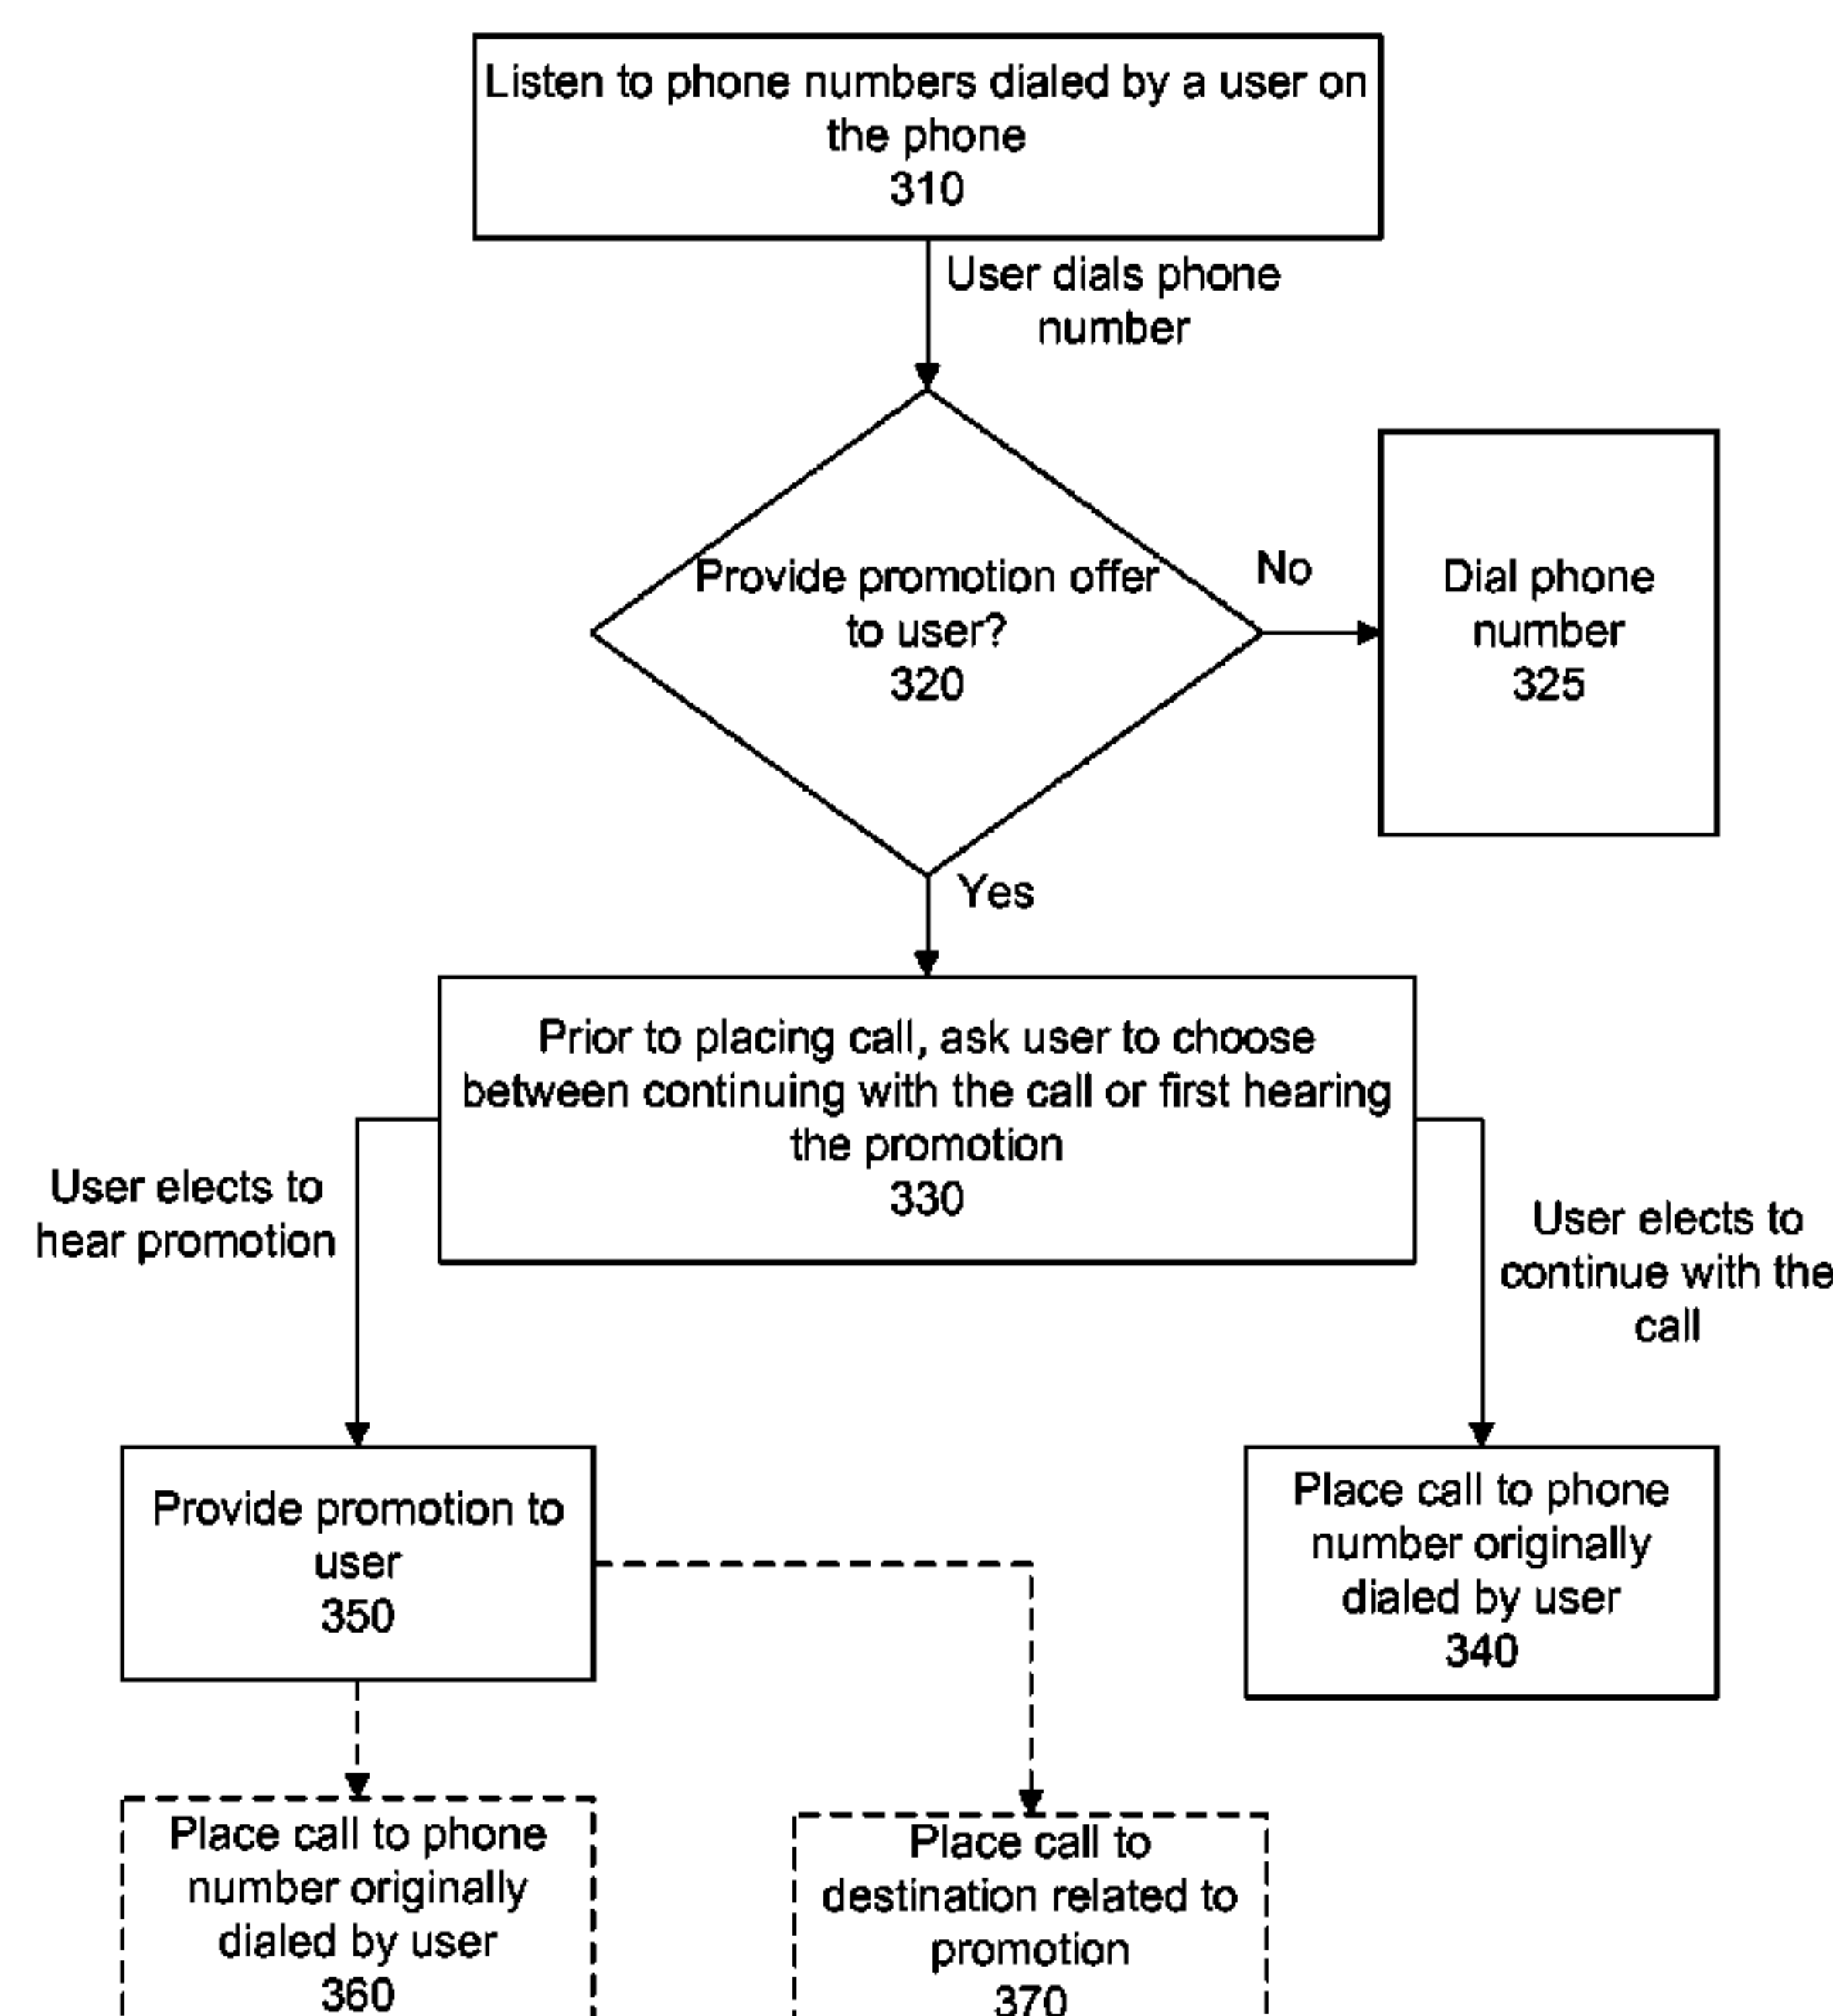 Listen to phone numbers dialed by a user on
the phone
310
User dials phone
number
Provide promotion offer
to user?
320
No
Dial phone
number
325
Yes
Prior to placing call, ask user to choose
between continuing with the call or first hearing
the promotion
330
User elects to
hear promotion
User elects to
continue with the
call
Provide promotion to
user
350
Place call to phone
number originally
dialed by user
340
Place call to phone
number originally
dialed by user
360
Place call to
destination related to
promotion
370